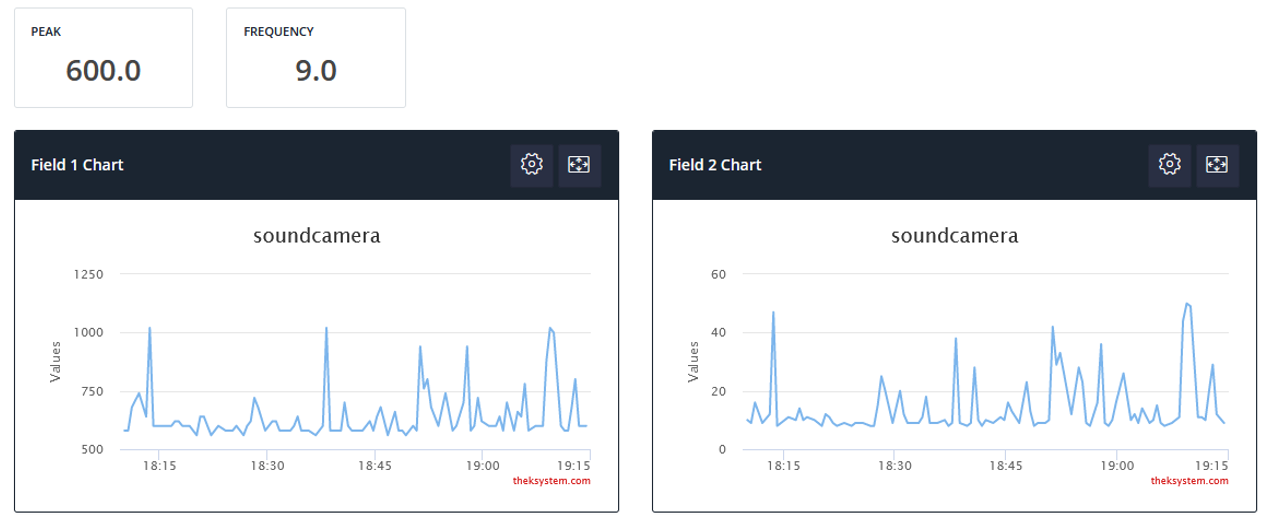 PEAK
600.0
FREQUENCY
9.0
Field 1 Chart
soundcamera
1250
1000
750
500
Values
18:15 18:30 18:45 19:00 19:15
theksystem.com
Field 2 Chart
soundcamera
60
40
20
0
Values
18:15 18:30 18:45 19:00 19:15
theksystem.com